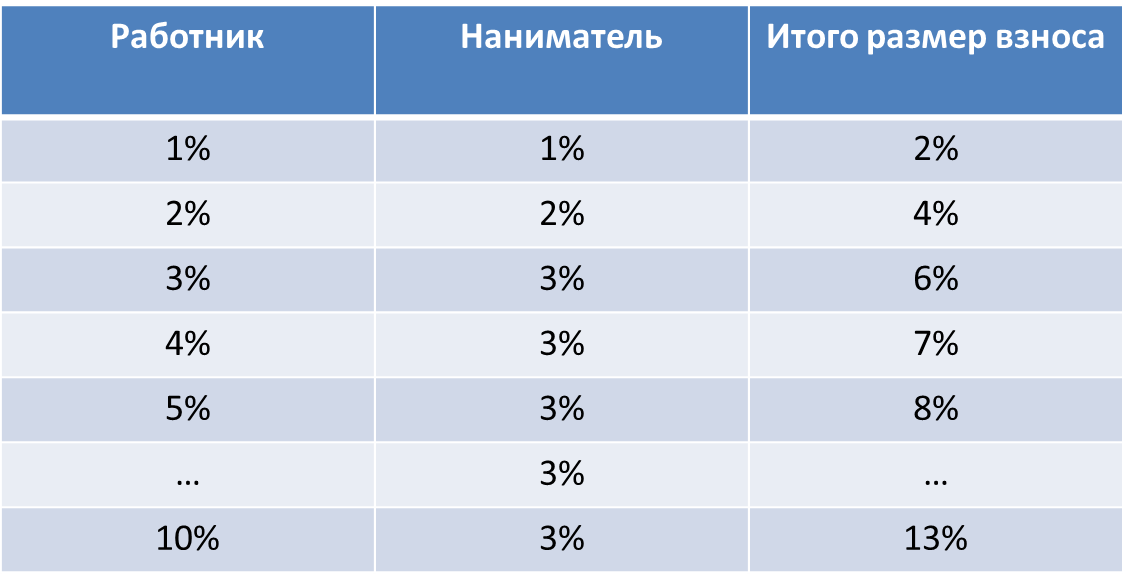 Работник Наниматель Итого размер взноса
1% 1% 2%
2% 2% 4%
3% 3% 6%
4% 3% 7%
5% 3% 8%
... 3% ...
10% 3% 13%